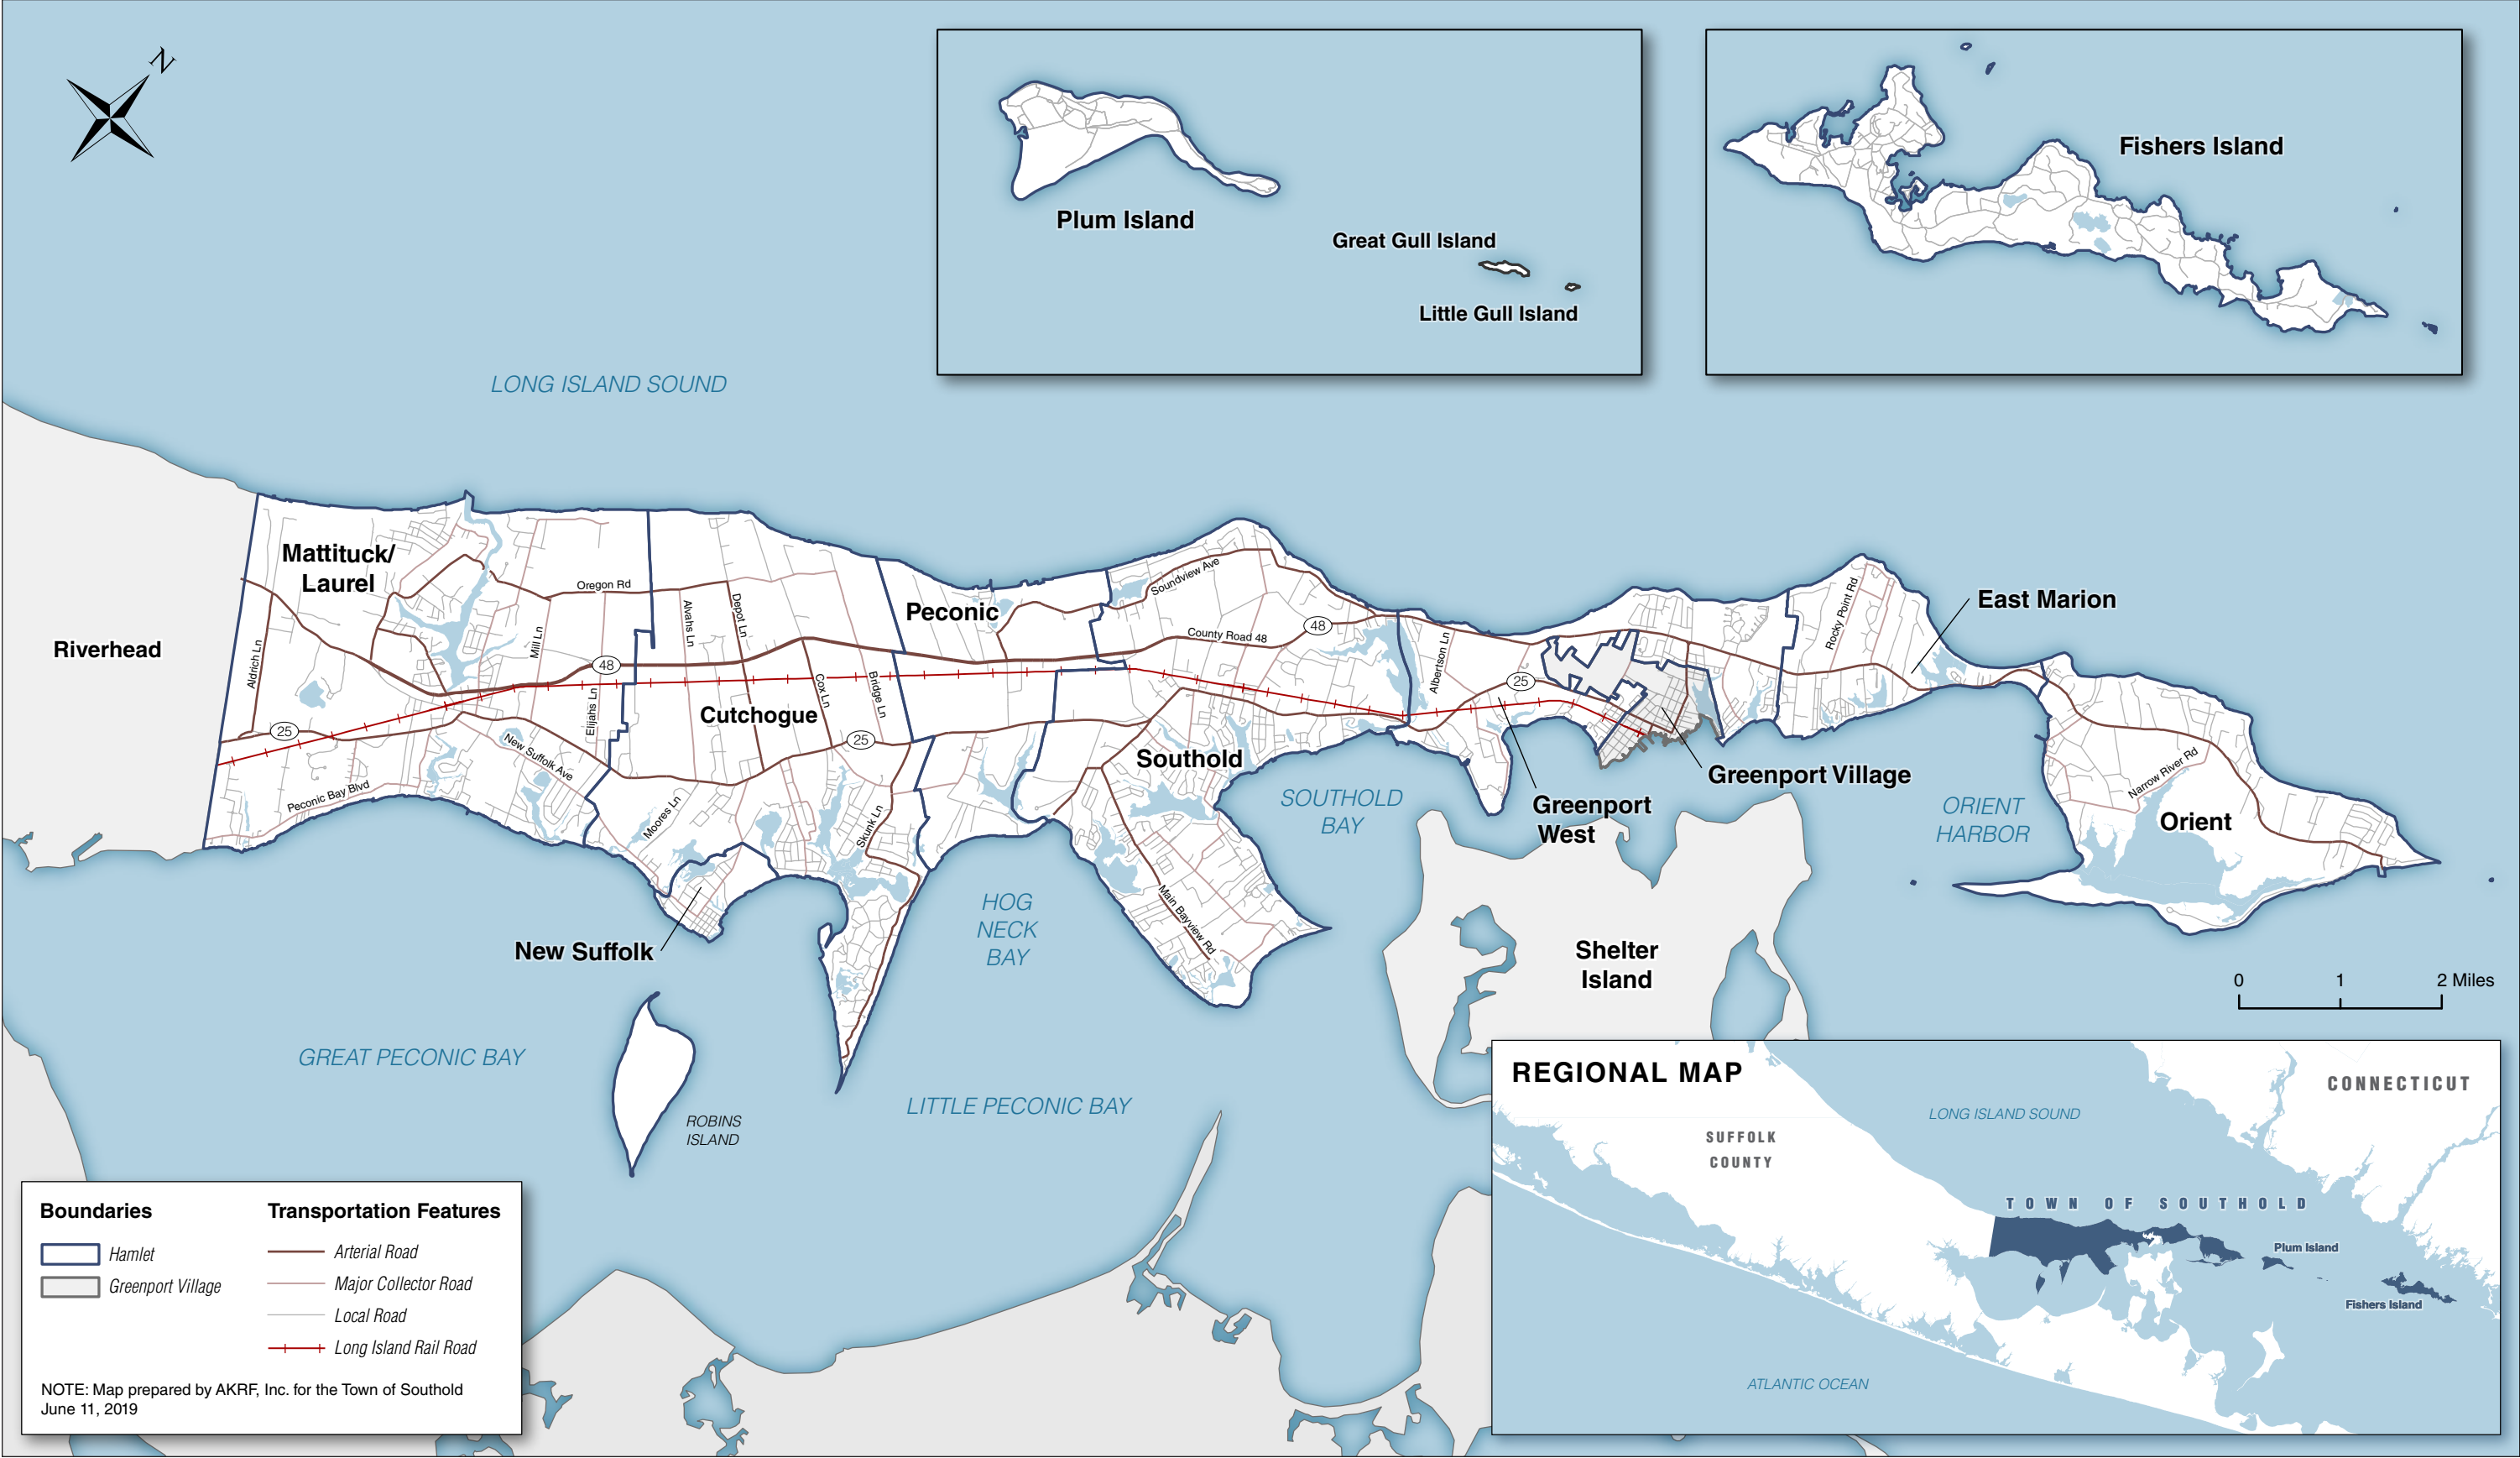 N
Plum Island
Great Gull Island
Little Gull Island
Fishers Island
LONG ISLAND SOUND
Mattituck/
Laurel
Riverhead
Aldrich Ln
25
Peconic Bay Blvd
New Suffolk Ave
Oregon Rd
Mill Ln
48
Elijahs Ln
Alvahs Ln
Depot Ln
Cutchogue
Cox Ln
Bridge Ln
25
Moores Ln
Skunk Ln
New Suffolk
Peconic
Soundview Ave
County Road 48
48
Southold
Main Bayview Rd
Albertson Ln
25
Greenport
West
Greenport Village
Rocky Point Rd
East Marion
Narrow River Rd
Orient
SOUTHOLD
BAY
ORIENT
HARBOR
HOG
NECK
BAY
Shelter
Island
GREAT PECONIC BAY
ROBINS
ISLAND
LITTLE PECONIC BAY
0 1 2 Miles
Boundaries
Hamlet
Greenport Village
Transportation Features
Arterial Road
Major Collector Road
Local Road
Long Island Rail Road
NOTE: Map prepared by AKRF, Inc. for the Town of Southold
June 11, 2019
REGIONAL MAP
CONNECTICUT
LONG ISLAND SOUND
SUFFOLK
COUNTY
TOWN OF SOUTHOLD
Plum Island
Fishers Island
ATLANTIC OCEAN